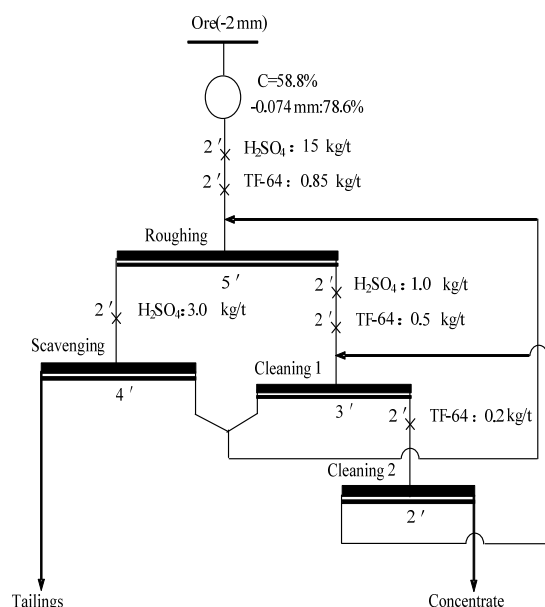 Ore(-2 mm)
C=58.8%
-0.074 mm:78.6%
2 ′ H₂SO₄ : 15 kg/t
2 ′ TF-64 : 0.85 kg/t
Roughing
5 ′
2 ′ H₂SO₄ : 1.0 kg/t
2 ′ H₂SO₄:3.0 kg/t
2 ′ TF-64 : 0.5 kg/t
Scavenging
Cleaning 1
4 ′
3 ′
2 ′ TF-64 : 0.2 kg/t
Cleaning 2
2 ′
Tailings
Concentrate